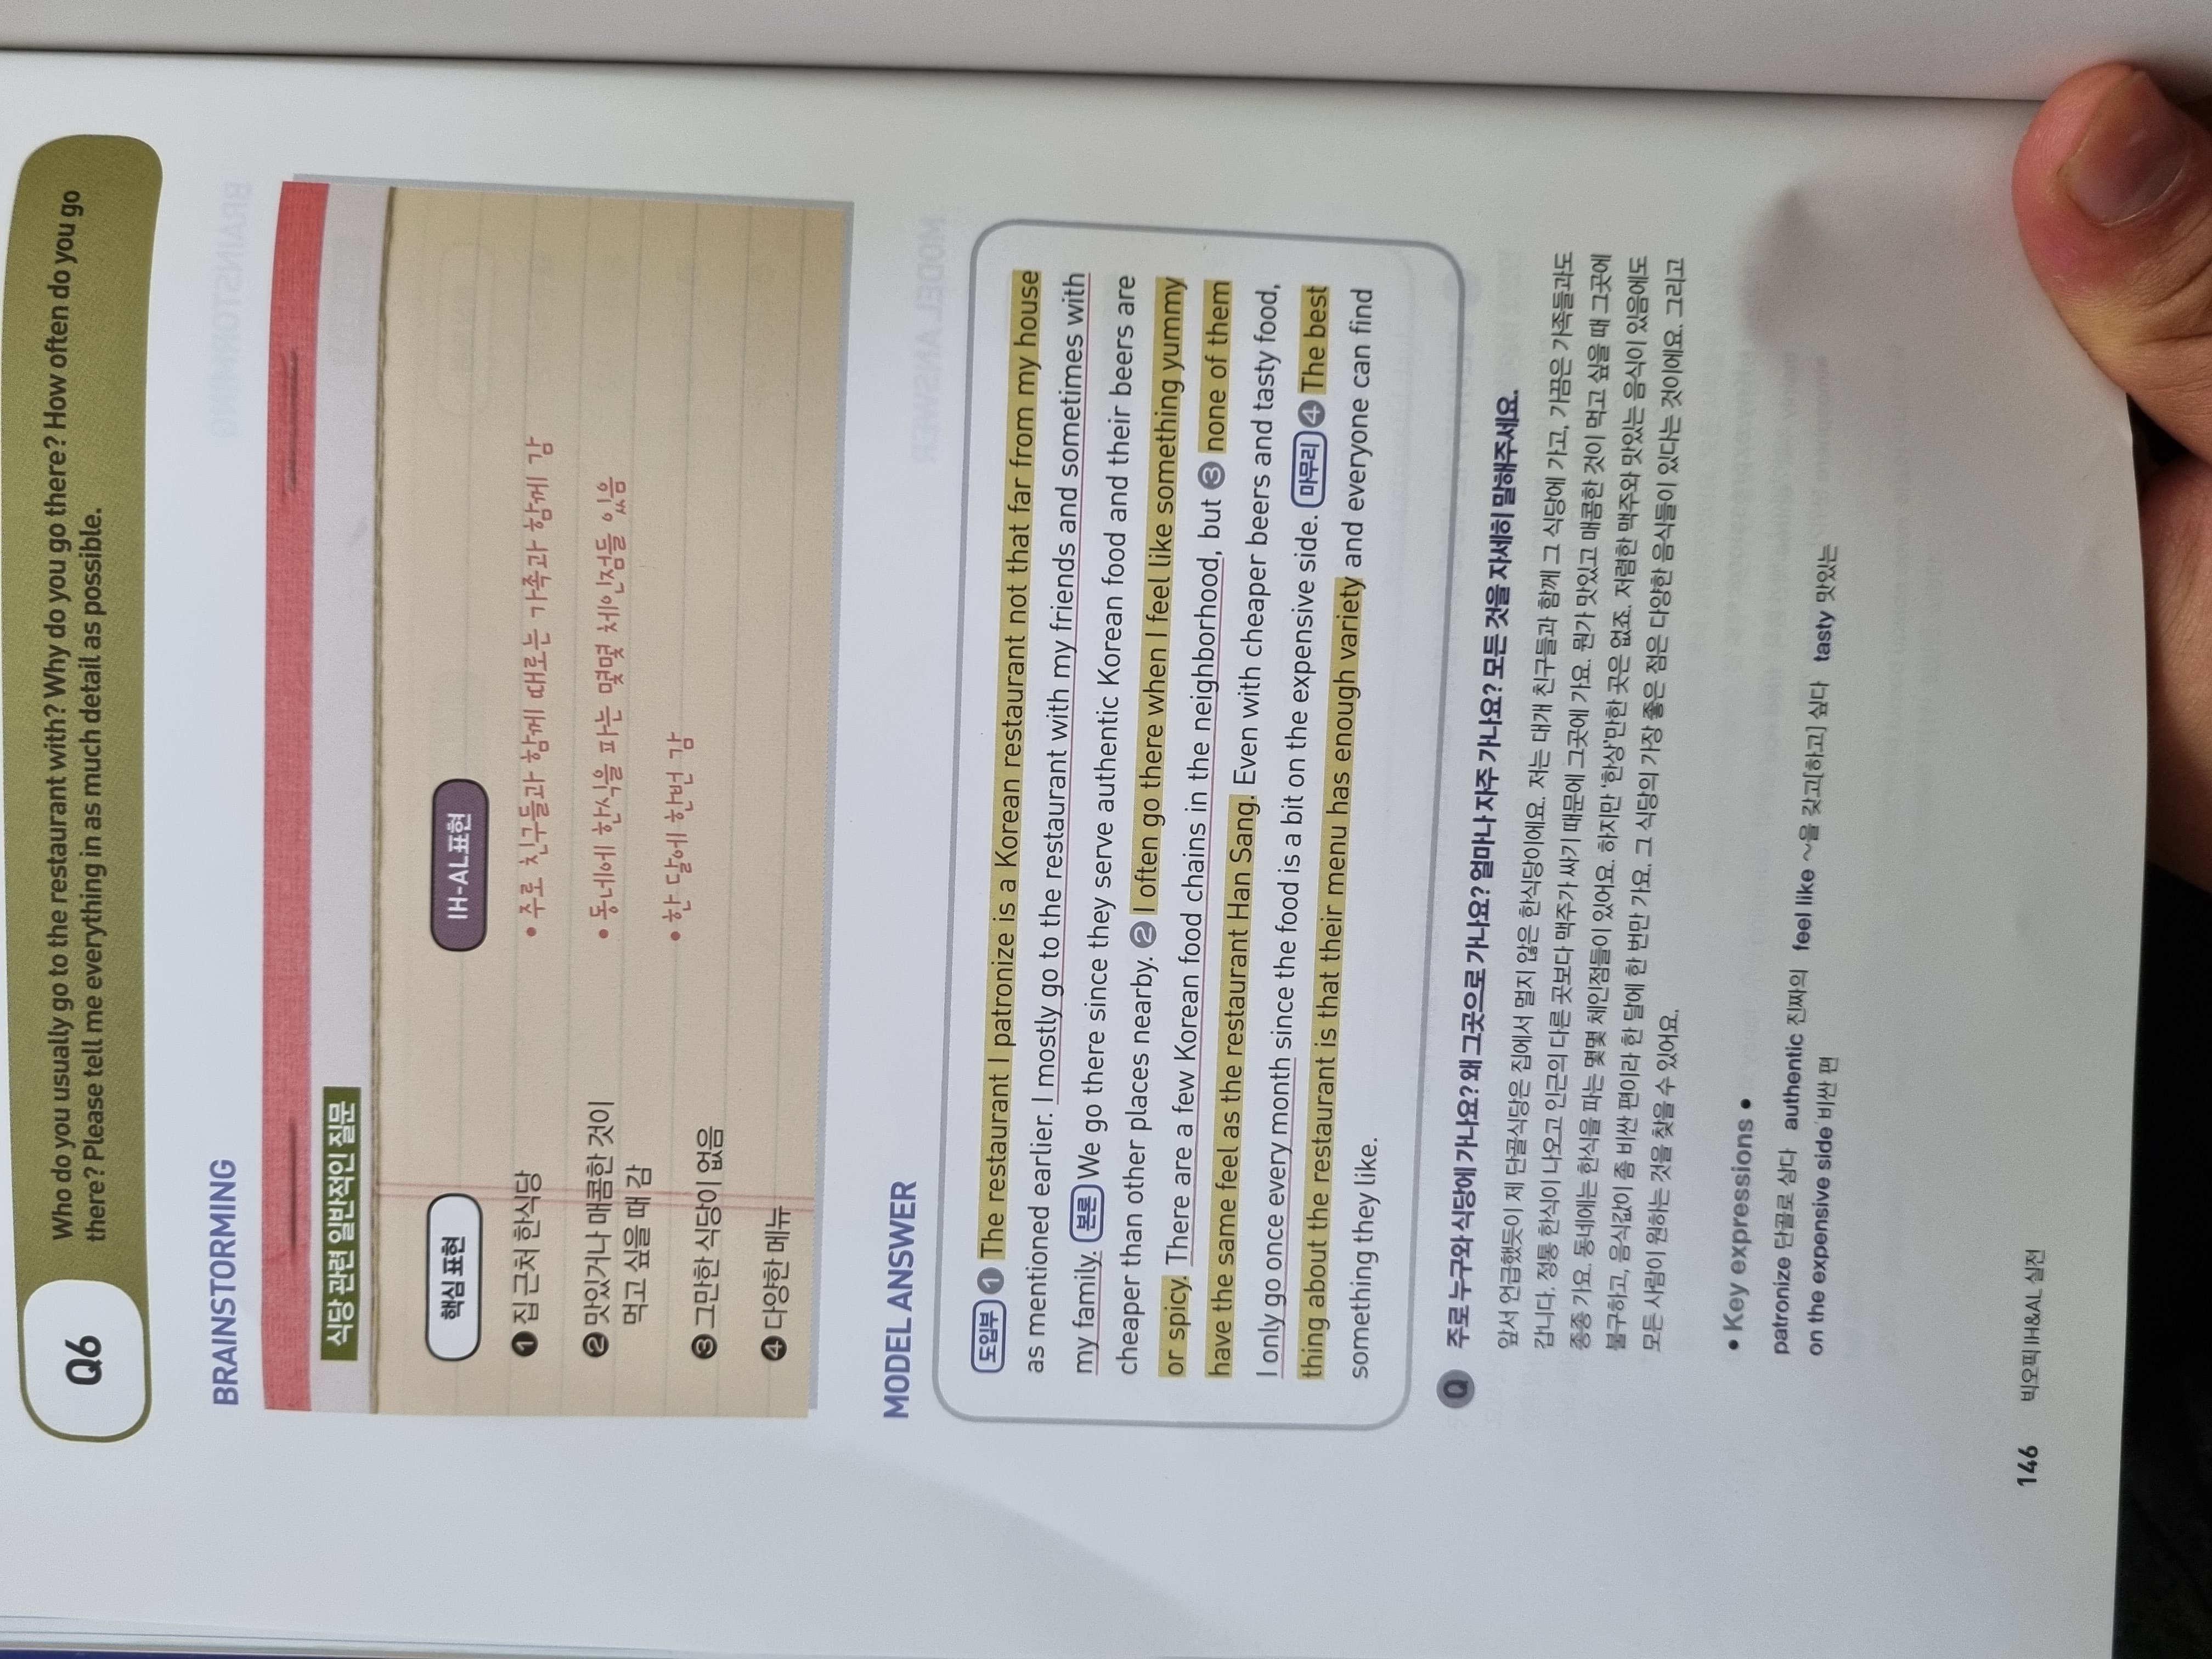 Q6
Who do you usually go to the restaurant with? Why do you go there? How often do you go
there? Please tell me everything in as much detail as possible.
BRAINSTORMING
식당 관련 일반적인 질문
핵심 표현
❶ 집 근처 한식당
❷ 맛있거나 매콤한 것이
먹고 싶을 때 감
❸ 그만한 식당이 없음
❹ 다양한 메뉴
IH-AL표현
• 주로 친구들과 함께 때로는 가족과 함께 감
• 동네에 한식을 파는 몇몇 체인점들 있음
• 한 달에 한번 감
MODEL ANSWER
도입부 ❶ The restaurant I patronize is a Korean restaurant not that far from my house
as mentioned earlier. I mostly go to the restaurant with my friends and sometimes with
my family. 본론 We go there since they serve authentic Korean food and their beers are
cheaper than other places nearby. ❷ I often go there when I feel like something yummy
or spicy. There are a few Korean food chains in the neighborhood, but ❸ none of them
have the same feel as the restaurant Han Sang. Even with cheaper beers and tasty food,
I only go once every month since the food is a bit on the expensive side. 마무리 ❹ The best
thing about the restaurant is that their menu has enough variety and everyone can find
something they like.
Q 주로 누구와 식당에 가나요? 왜 그곳으로 가나요? 얼마나 자주 가나요? 모든 것을 자세히 말해주세요.
앞서 언급했듯이 제 단골식당은 집에서 멀지 않은 한식당이에요. 저는 대개 친구들과 함께 그 식당에 가고, 가끔은 가족들과도
갑니다. 정통 한식이 나오고 인근의 다른 곳보다 맥주가 싸기 때문에 그곳에 가요. 뭔가 맛있고 매콤한 것이 먹고 싶을 때 그곳에
종종 가요. 동네에는 한식을 파는 몇몇 체인점들이 있어요. 하지만 '한상'만한 곳은 없죠. 저렴한 맥주와 맛있는 음식이 있음에도
불구하고, 음식값이 좀 비싼 편이라 한 달에 한 번만 가요. 그 식당의 가장 좋은 점은 다양한 음식들이 있다는 것이에요. 그리고
모든 사람이 원하는 것을 찾을 수 있어요.
• Key expressions •
patronize 단골로 삼다 authentic 진짜의 feel like ~을 갖고[하고] 싶다 tasty 맛있는
on the expensive side 비싼 편
146 빅오픽 IH&AL 실전